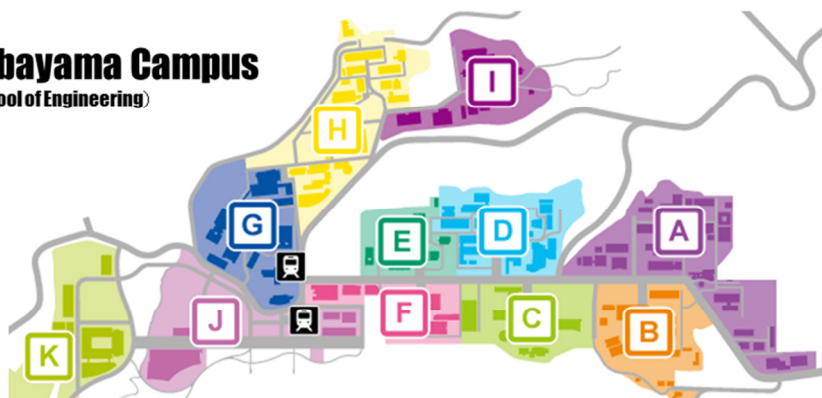 bayama Campus
ool of Engineering）
I
H
G
E
D
A
J
F
C
B
K